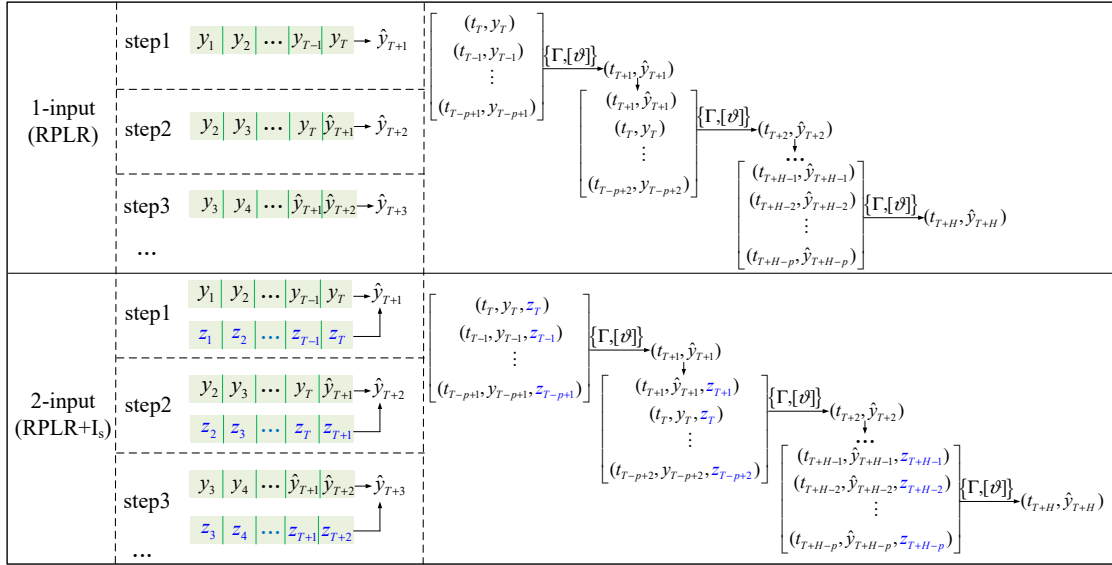 1-input
(RPLR)
step1
y_1 | y_2 | ... | y_{T-1} | y_T → ŷ_{T+1}
step2
y_2 | y_3 | ... | y_T | ŷ_{T+1} → ŷ_{T+2}
step3
y_3 | y_4 | ... | ŷ_{T+1} | ŷ_{T+2} → ŷ_{T+3}
...
(t_T, y_T)
(t_{T-1}, y_{T-1})
⋮
(t_{T-p+1}, y_{T-p+1})
{Γ,[ϑ]}
(t_{T+1}, ŷ_{T+1})
(t_{T+1}, ŷ_{T+1})
(t_T, y_T)
⋮
(t_{T-p+2}, y_{T-p+2})
{Γ,[ϑ]}
(t_{T+2}, ŷ_{T+2})
...
(t_{T+H-1}, ŷ_{T+H-1})
(t_{T+H-2}, ŷ_{T+H-2})
⋮
(t_{T+H-p}, ŷ_{T+H-p})
{Γ,[ϑ]}
(t_{T+H}, ŷ_{T+H})
2-input
(RPLR+I_s)
step1
y_1 | y_2 | ... | y_{T-1} | y_T → ŷ_{T+1}
z_1 | z_2 | ... | z_{T-1} | z_T
step2
y_2 | y_3 | ... | y_T | ŷ_{T+1} → ŷ_{T+2}
z_2 | z_3 | ... | z_T | z_{T+1}
step3
y_3 | y_4 | ... | ŷ_{T+1} | ŷ_{T+2} → ŷ_{T+3}
z_3 | z_4 | ... | z_{T+1} | z_{T+2}
...
(t_T, y_T, z_T)
(t_{T-1}, y_{T-1}, z_{T-1})
⋮
(t_{T-p+1}, y_{T-p+1}, z_{T-p+1})
{Γ,[ϑ]}
(t_{T+1}, ŷ_{T+1})
(t_{T+1}, ŷ_{T+1}, z_{T+1})
(t_T, y_T, z_T)
⋮
(t_{T-p+2}, y_{T-p+2}, z_{T-p+2})
{Γ,[ϑ]}
(t_{T+2}, ŷ_{T+2})
...
(t_{T+H-1}, ŷ_{T+H-1}, z_{T+H-1})
(t_{T+H-2}, ŷ_{T+H-2}, z_{T+H-2})
⋮
(t_{T+H-p}, ŷ_{T+H-p}, z_{T+H-p})
{Γ,[ϑ]}
(t_{T+H}, ŷ_{T+H})